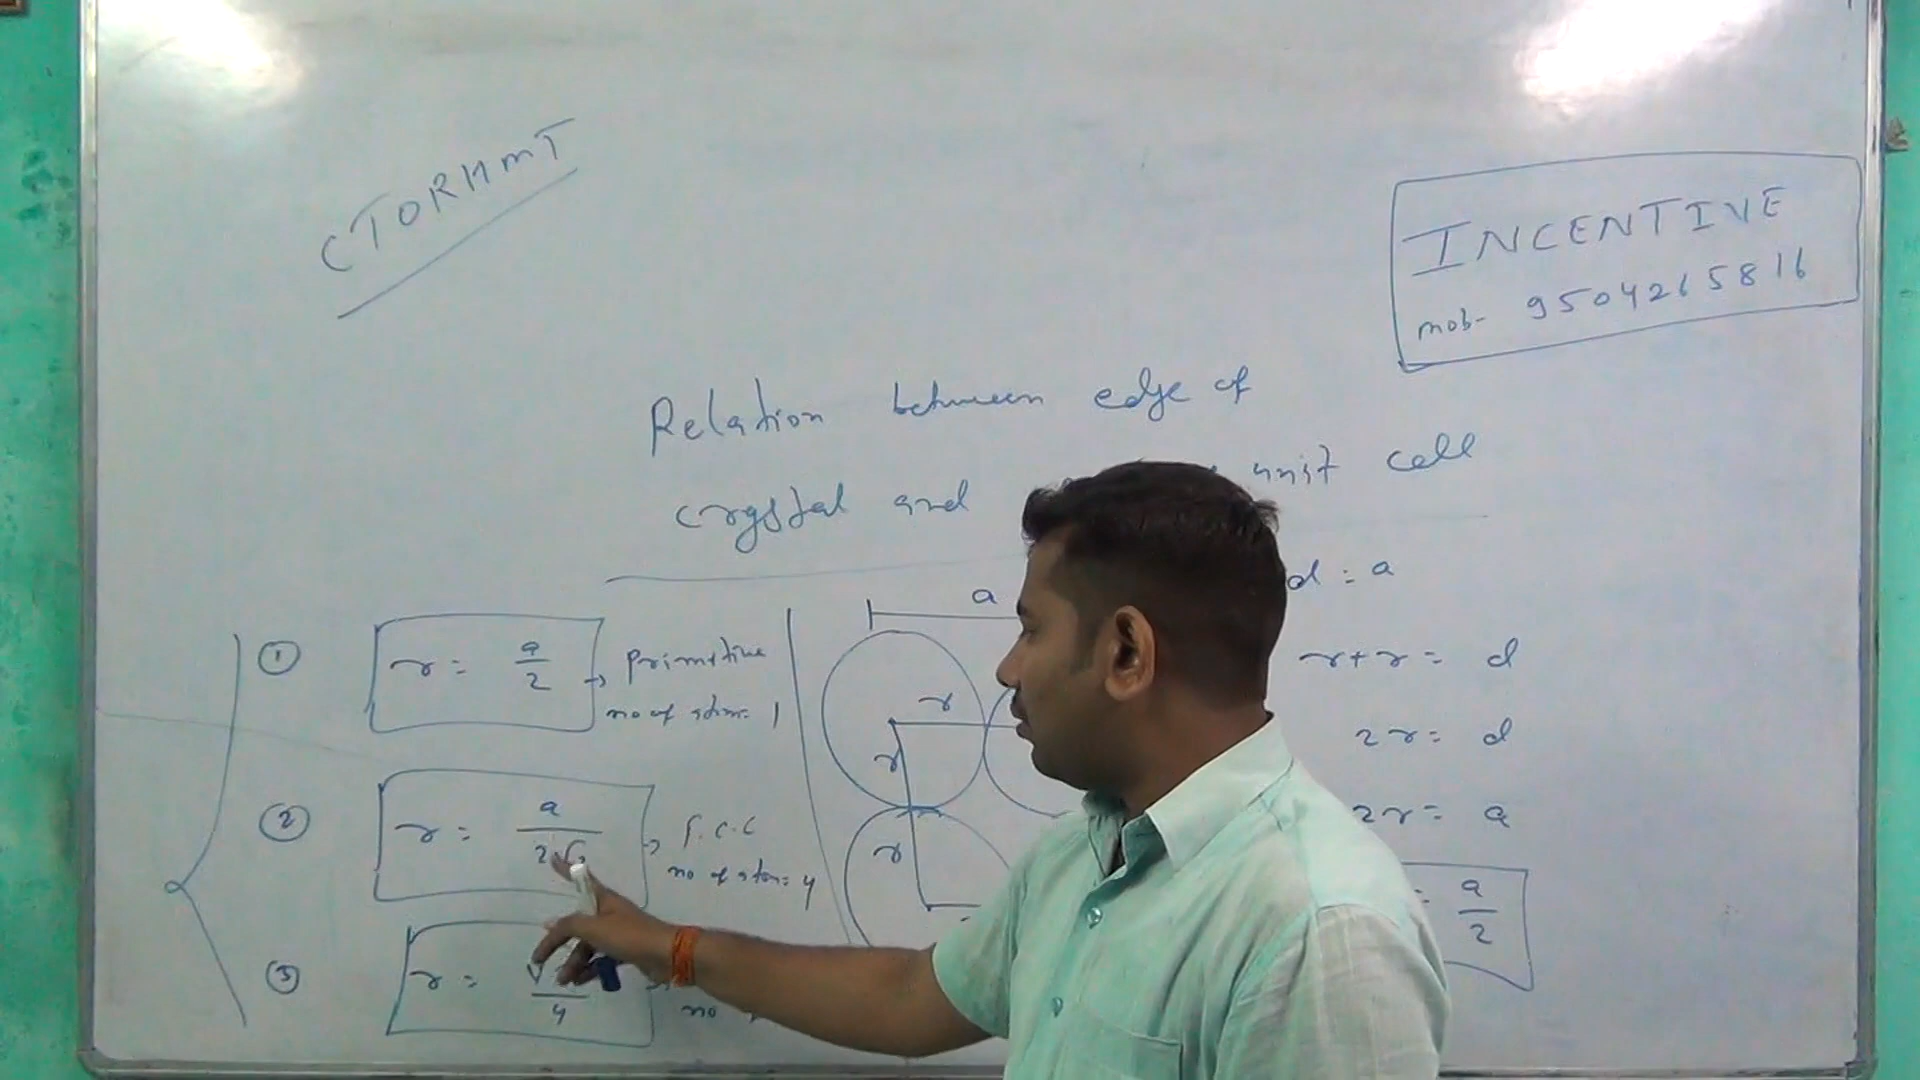 CTORHMT
INCENTIVE
mob- 9504265816
Relation between edge of
crystal and unit cell
d = a
a
① r = a/2 → primitive
no of atom = 1
r
r + r = d
r
2r = d
② r = a/2√2 → f.c.c
no of atom = 4
2r = a
r
= a/2
③ r = √ /4
no